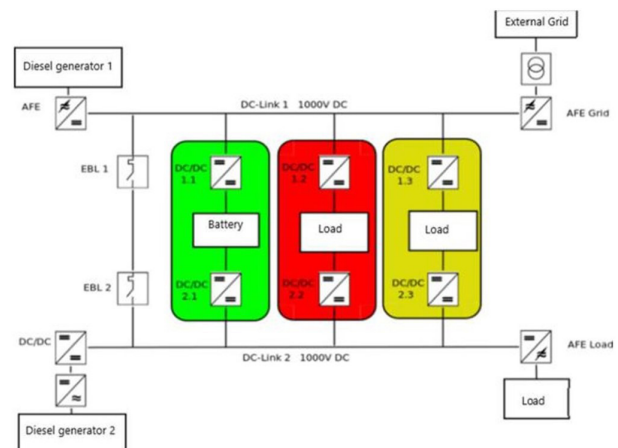 External Grid
Diesel generator 1
AFE
DC-Link 1 1000V DC
AFE Grid
EBL 1
DC/DC
1.1
DC/DC
1.2
DC/DC
1.3
Battery
Load
Load
EBL 2
DC/DC
2.1
DC/DC
2.2
DC/DC
2.3
DC/DC
DC-Link 2 1000V DC
AFE Load
Load
Diesel generator 2